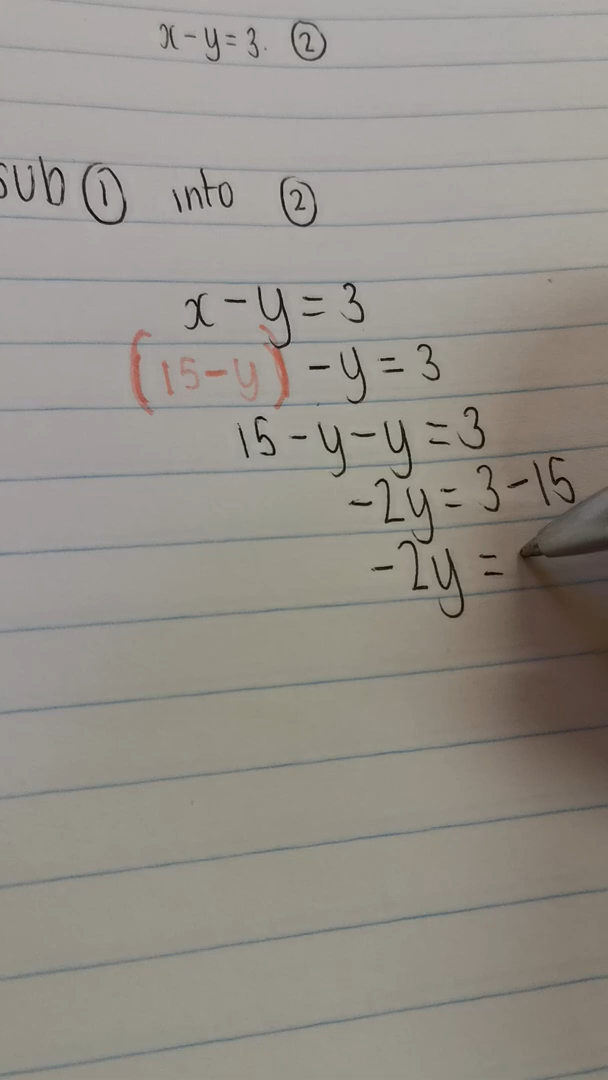 x - y = 3. ②
sub ① into ②
x - y = 3
(15 - y) - y = 3
15 - y - y = 3
-2y = 3 - 15
-2y =